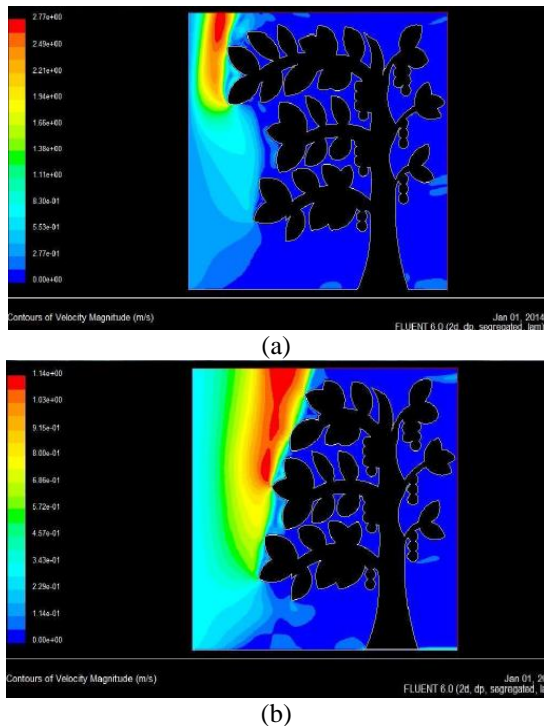 2.77e+00
2.49e+00
2.21e+00
1.94e+00
1.66e+00
1.38e+00
1.11e+00
8.30e-01
5.53e-01
2.77e-01
0.00e+00
Contours of Velocity Magnitude (m/s)
Jan 01, 2014
FLUENT 6.0 (2d, dp, segregated, lam)
(a)
1.14e+00
1.03e+00
9.15e-01
8.00e-01
6.86e-01
5.72e-01
4.57e-01
3.43e-01
2.29e-01
1.14e-01
0.00e+00
Contours of Velocity Magnitude (m/s)
Jan 01, 2
FLUENT 6.0 (2d, dp, segregated, la
(b)